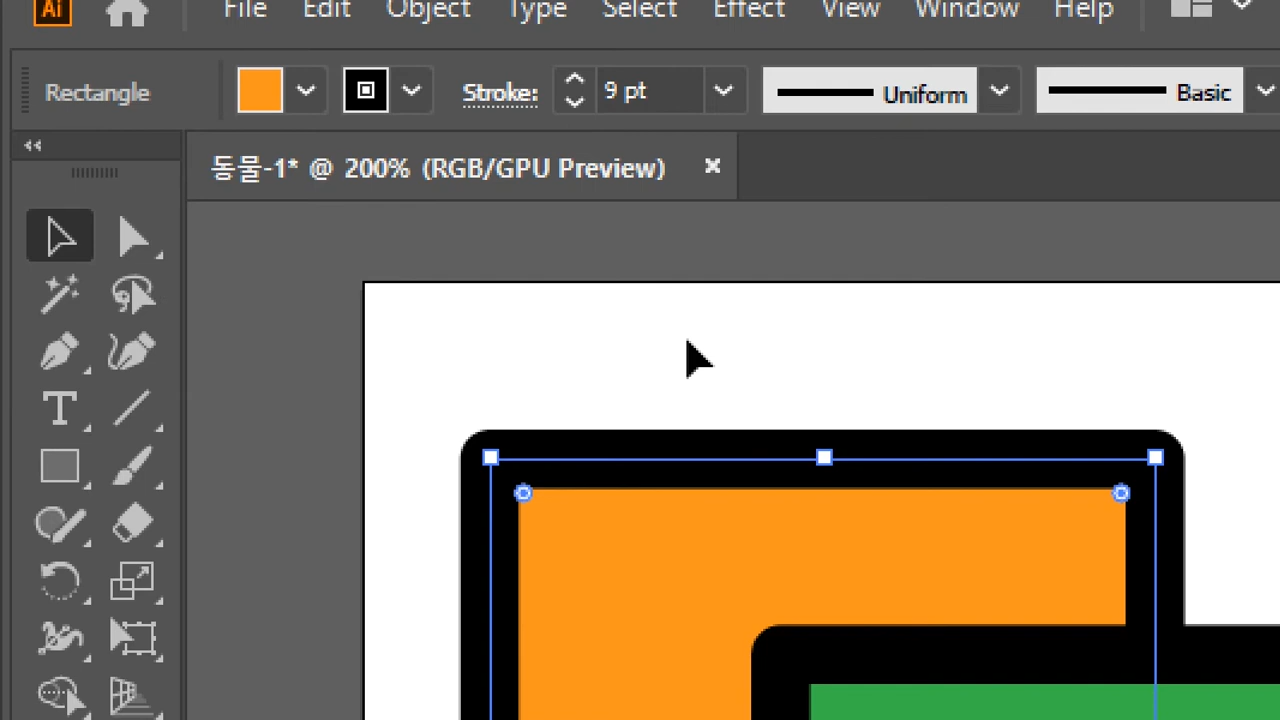 Ai File Edit Object Type Select Effect View Window Help
Rectangle Stroke: 9 pt Uniform Basic
동물-1* @ 200% (RGB/GPU Preview)